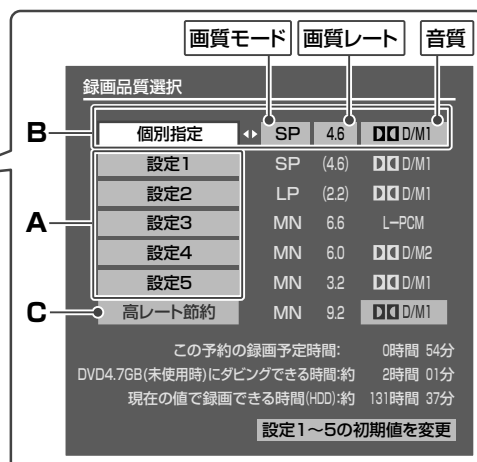 画質モード 画質レート 音質
録画品質選択
B 個別指定 SP 4.6 D/M1
設定1 SP (4.6) D/M1
設定2 LP (2.2) D/M1
A 設定3 MN 6.6 L-PCM
設定4 MN 6.0 D/M2
設定5 MN 3.2 D/M1
C 高レート節約 MN 9.2 D/M1
この予約の録画予定時間: 0時間 54分
DVD4.7GB(未使用時)にダビングできる時間:約 2時間 01分
現在の値で録画できる時間(HDD):約 131時間 37分
設定1〜5の初期値を変更